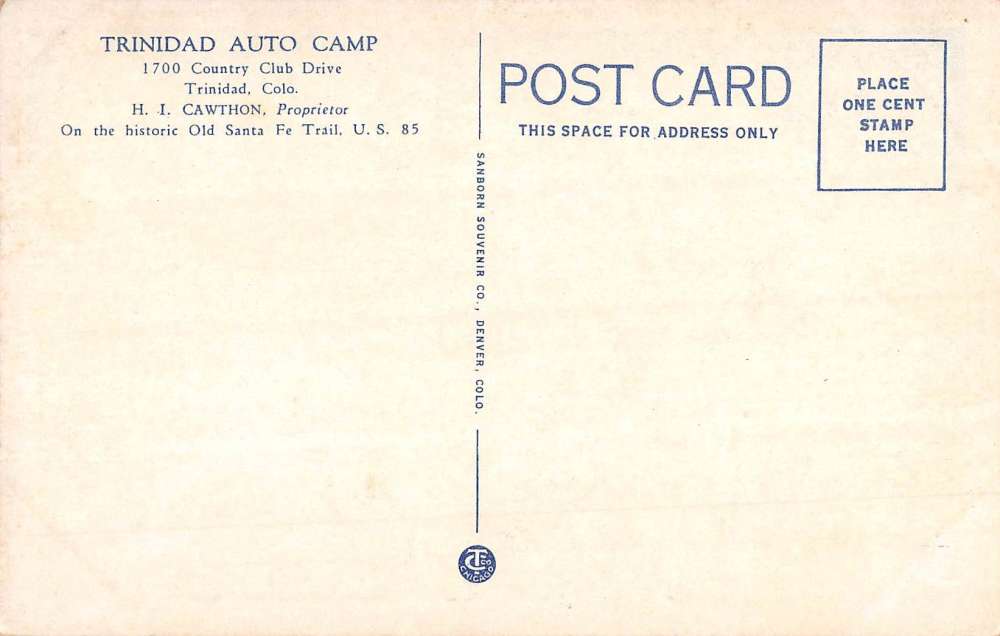 TRINIDAD AUTO CAMP
1700 Country Club Drive
Trinidad, Colo.
H. I. CAWTHON, Proprietor
On the historic Old Santa Fe Trail, U. S. 85
POST CARD
THIS SPACE FOR ADDRESS ONLY
PLACE
ONE CENT
STAMP
HERE
SANBORN SOUVENIR CO., DENVER, COLO.
CHICAGO